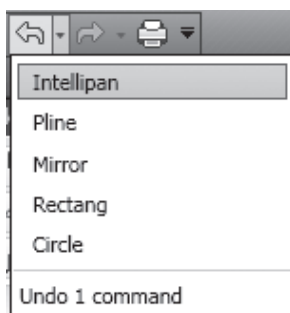 Intellipan
Pline
Mirror
Rectang
Circle
Undo 1 command